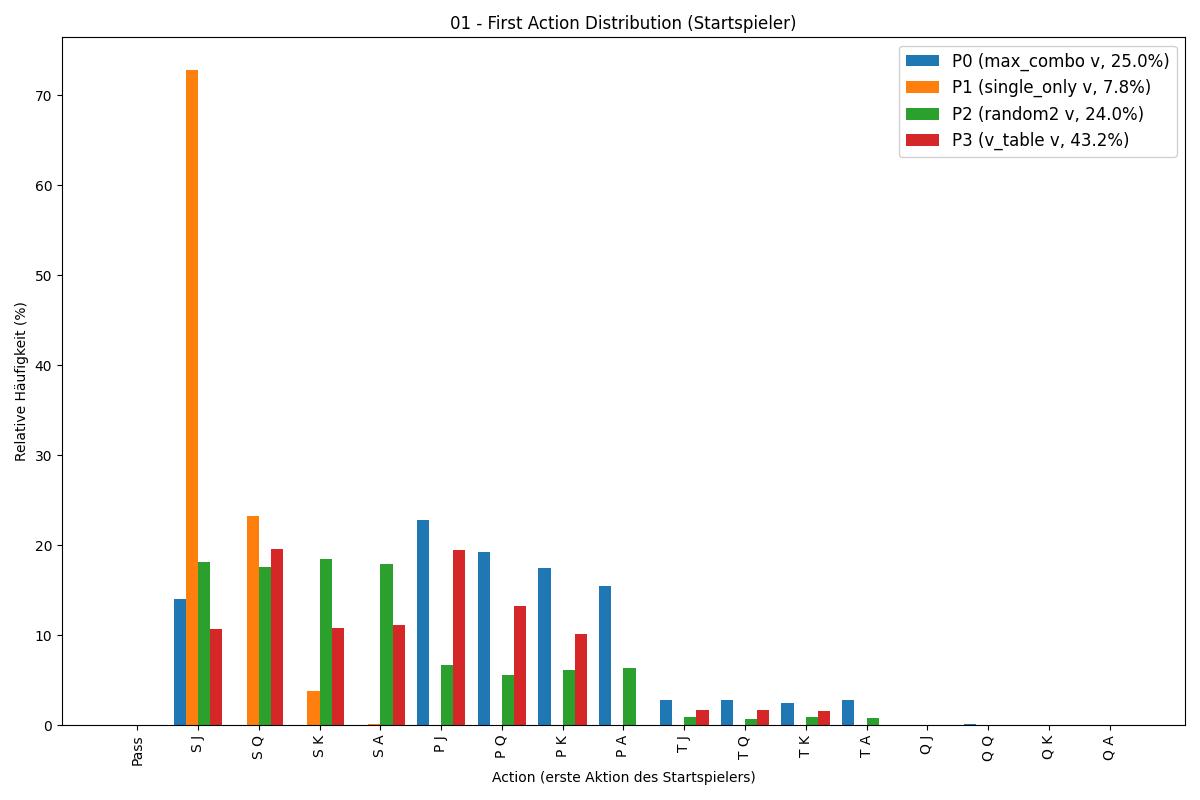 01 - First Action Distribution (Startspieler)
P0 (max_combo v, 25.0%)
P1 (single_only v, 7.8%)
P2 (random2 v, 24.0%)
P3 (v_table v, 43.2%)
Relative Häufigkeit (%)
70
60
50
40
30
20
10
0
Pass
S J
S Q
S K
S A
P J
P Q
P K
P A
T J
T Q
T K
T A
Q J
Q Q
Q K
Q A
Action (erste Aktion des Startspielers)